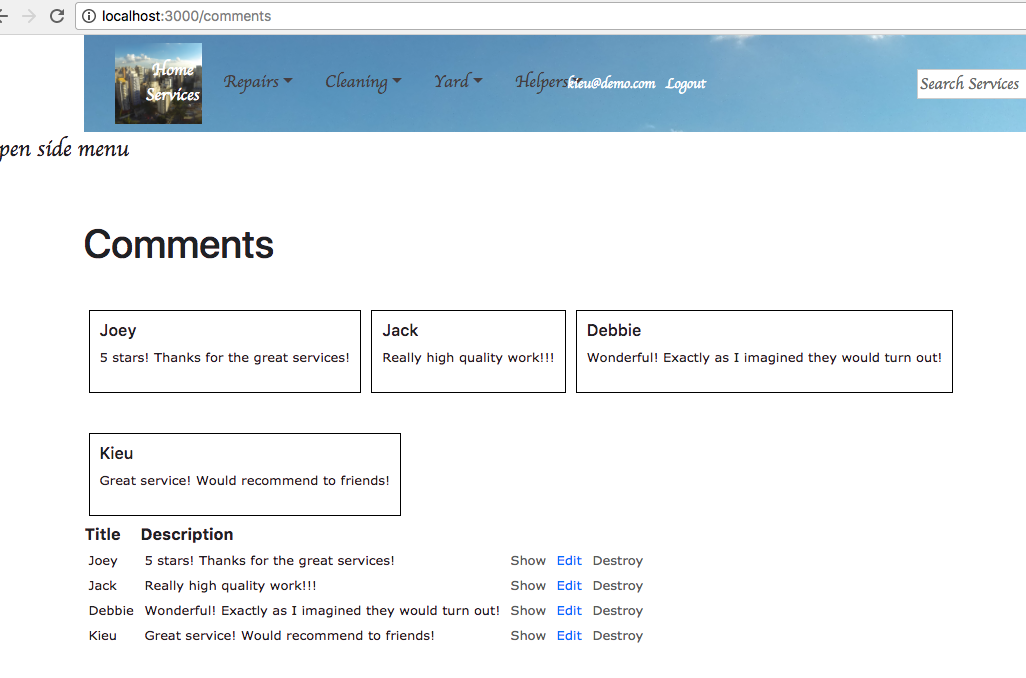 localhost:3000/comments
Home
Services
Repairs Cleaning Yard Helpers kieu@demo.com Logout Search Services
pen side menu
Comments
Joey Jack Debbie
5 stars! Thanks for the great services! Really high quality work!!! Wonderful! Exactly as I imagined they would turn out!
Kieu
Great service! Would recommend to friends!
Title Description
Joey 5 stars! Thanks for the great services! Show Edit Destroy
Jack Really high quality work!!! Show Edit Destroy
Debbie Wonderful! Exactly as I imagined they would turn out! Show Edit Destroy
Kieu Great service! Would recommend to friends! Show Edit Destroy